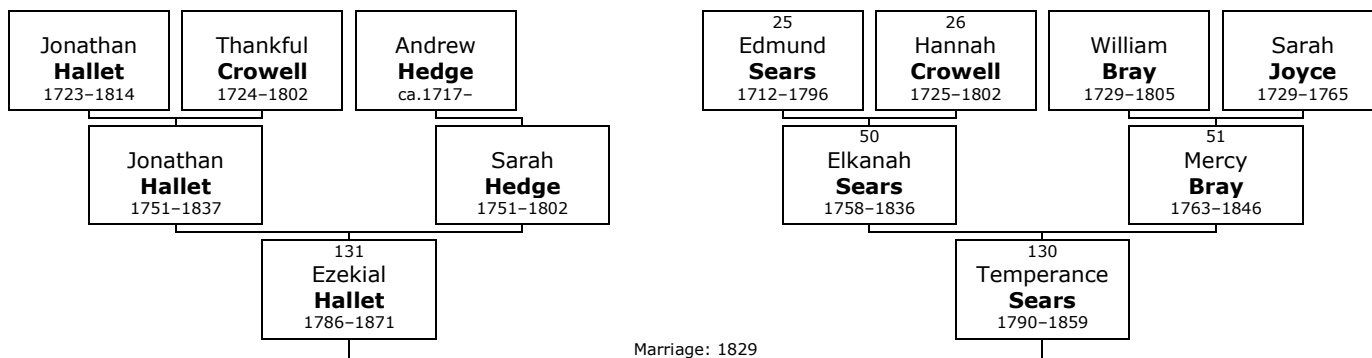 Jonathan
Hallet
1723–1814
Thankful
Crowell
1724–1802
Andrew
Hedge
ca.1717–
25
Edmund
Sears
1712–1796
26
Hannah
Crowell
1725–1802
William
Bray
1729–1805
Sarah
Joyce
1729–1765
Jonathan
Hallet
1751–1837
Sarah
Hedge
1751–1802
50
Elkanah
Sears
1758–1836
51
Mercy
Bray
1763–1846
131
Ezekial
Hallet
1786–1871
130
Temperance
Sears
1790–1859
Marriage: 1829